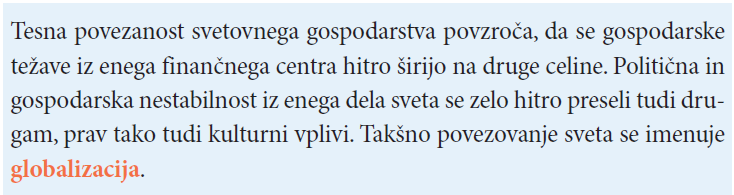 Tesna povezanost svetovnega gospodarstva povzroča, da se gospodarske
težave iz enega finančnega centra hitro širijo na druge celine. Politična in
gospodarska nestabilnost iz enega dela sveta se zelo hitro preseli tudi dru-
gam, prav tako tudi kulturni vplivi. Takšno povezovanje sveta se imenuje
globalizacija.